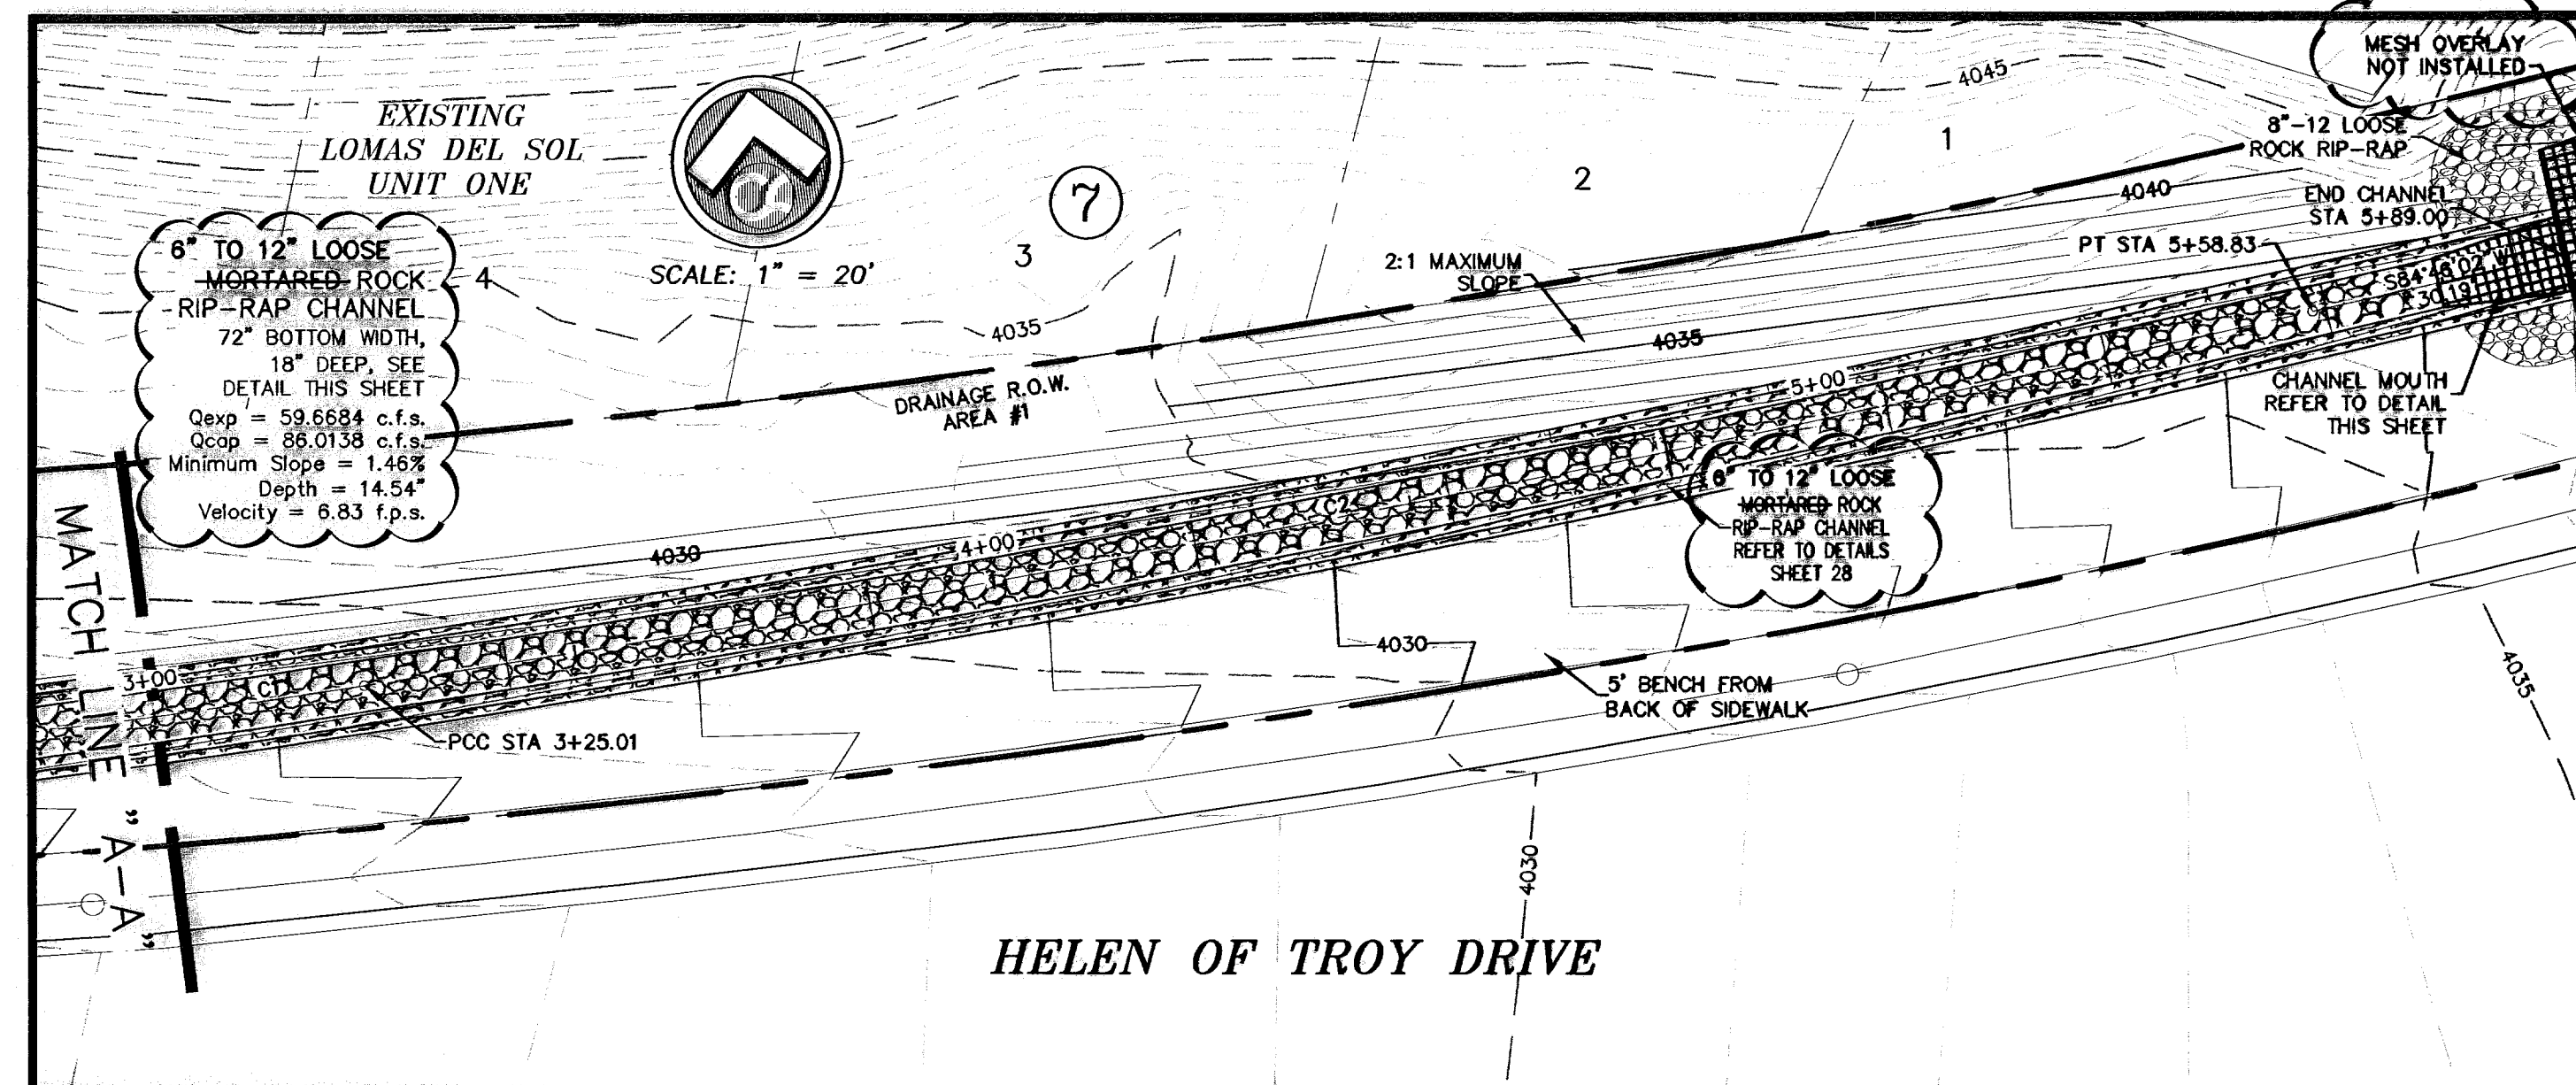 MESH OVERLAY
NOT INSTALLED
4045
EXISTING
LOMAS DEL SOL
UNIT ONE
8"-12 LOOSE
ROCK RIP-RAP
1
2
3
4
7
4040
END CHANNEL
STA 5+89.00
PT STA 5+58.83
6" TO 12" LOOSE
MORTARED ROCK
RIP-RAP CHANNEL
72" BOTTOM WIDTH,
18" DEEP, SEE
DETAIL THIS SHEET
Qexp = 59.6684 c.f.s.
Qcap = 86.0138 c.f.s.
Minimum Slope = 1.46%
Depth = 14.54"
Velocity = 6.83 f.p.s.
SCALE: 1" = 20'
2:1 MAXIMUM
SLOPE
S84°48'02"W
30.19'
4035
4035
DRAINAGE R.O.W.
AREA #1
5+00
CHANNEL MOUTH
REFER TO DETAIL
THIS SHEET
6" TO 12" LOOSE
MORTARED ROCK
RIP-RAP CHANNEL
REFER TO DETAILS
SHEET 28
C2
4+00
4030
4030
3+00
C1
PCC STA 3+25.01
5' BENCH FROM
BACK OF SIDEWALK
4035
MATCH LINE "A-A"
4030
HELEN OF TROY DRIVE